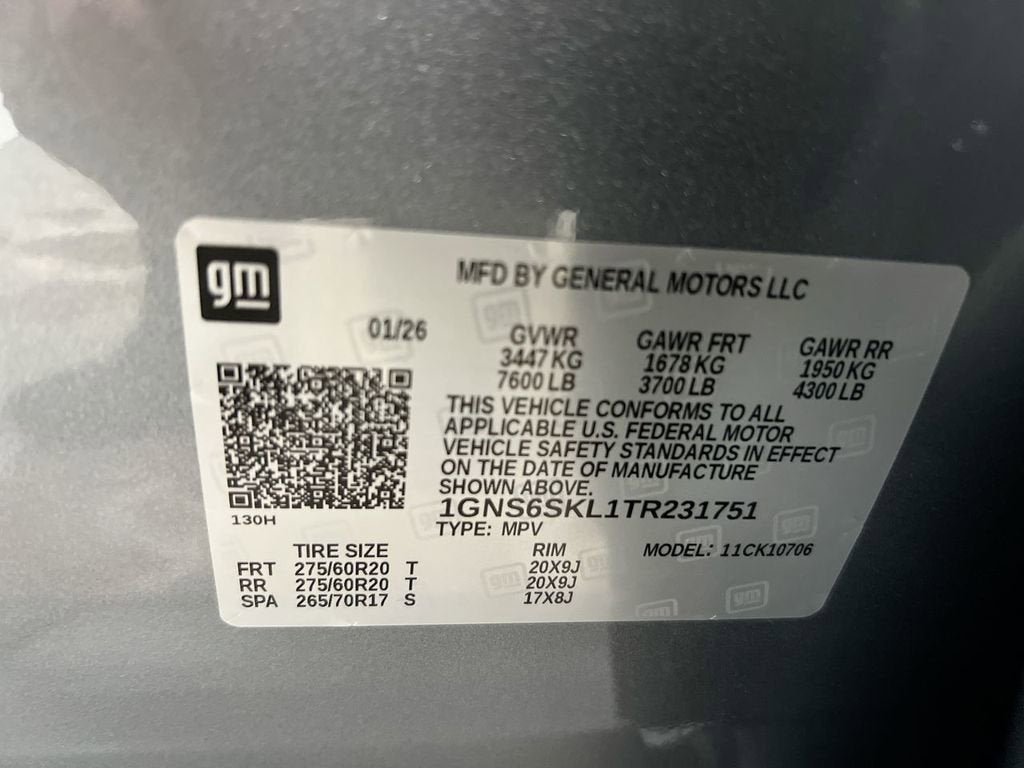 gm
MFD BY GENERAL MOTORS LLC
01/26
GVWR GAWR FRT GAWR RR
3447 KG 1678 KG 1950 KG
7600 LB 3700 LB 4300 LB
THIS VEHICLE CONFORMS TO ALL
APPLICABLE U.S. FEDERAL MOTOR
VEHICLE SAFETY STANDARDS IN EFFECT
ON THE DATE OF MANUFACTURE
SHOWN ABOVE.
1GNS6SKL1TR231751
130H
TYPE: MPV
TIRE SIZE RIM MODEL: 11CK10706
FRT 275/60R20 T 20X9J
RR 275/60R20 T 20X9J
SPA 265/70R17 S 17X8J